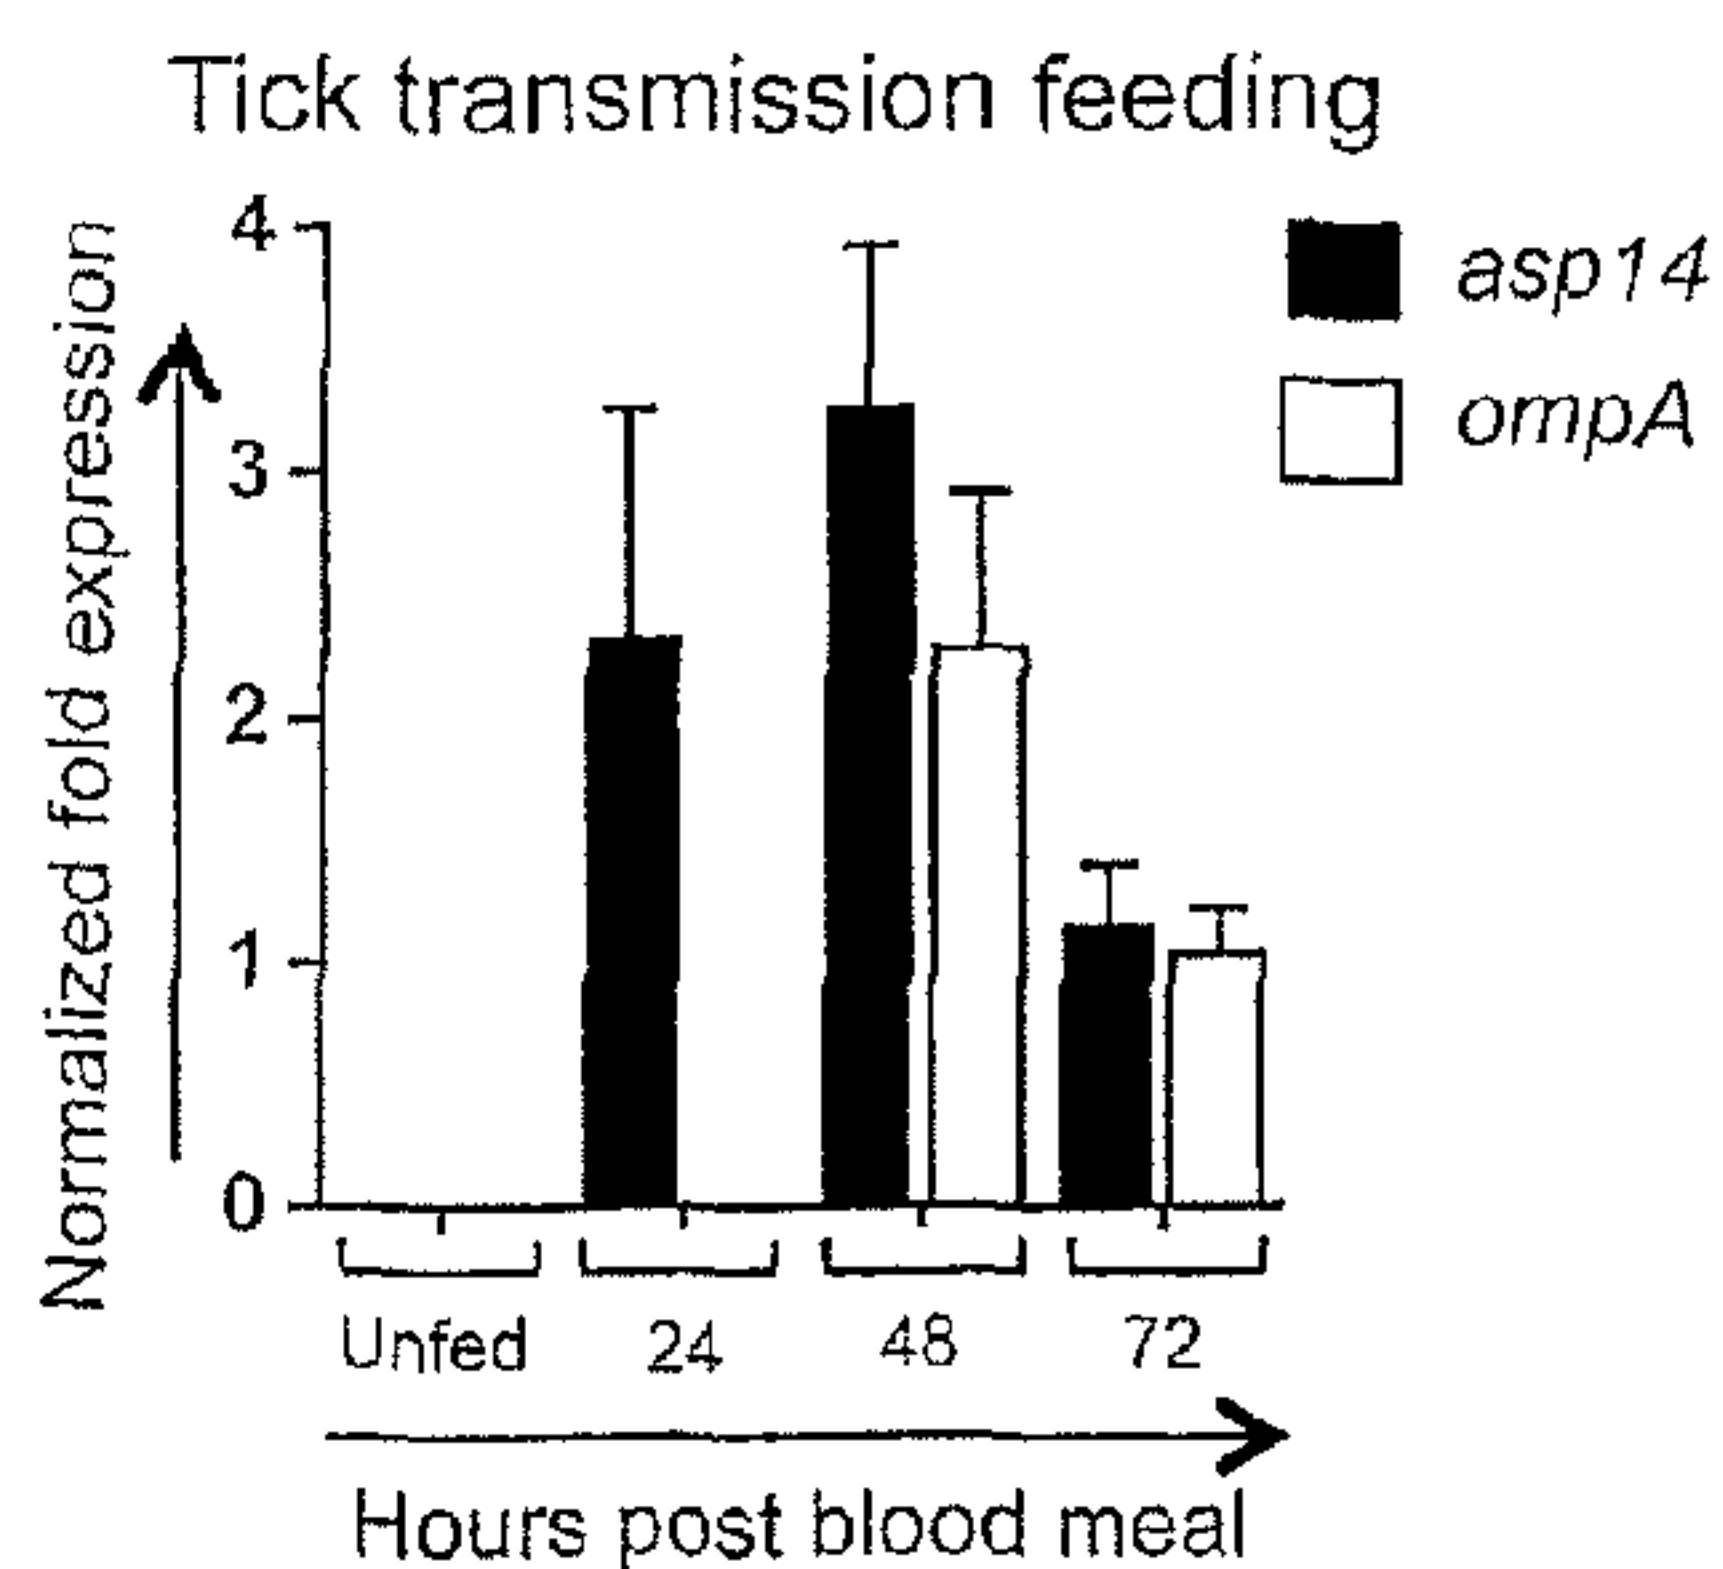 Tick transmission feeding
Normalized fold expression
4
3
2
1
0
asp14
ompA
Unfed 24 48 72
Hours post blood meal